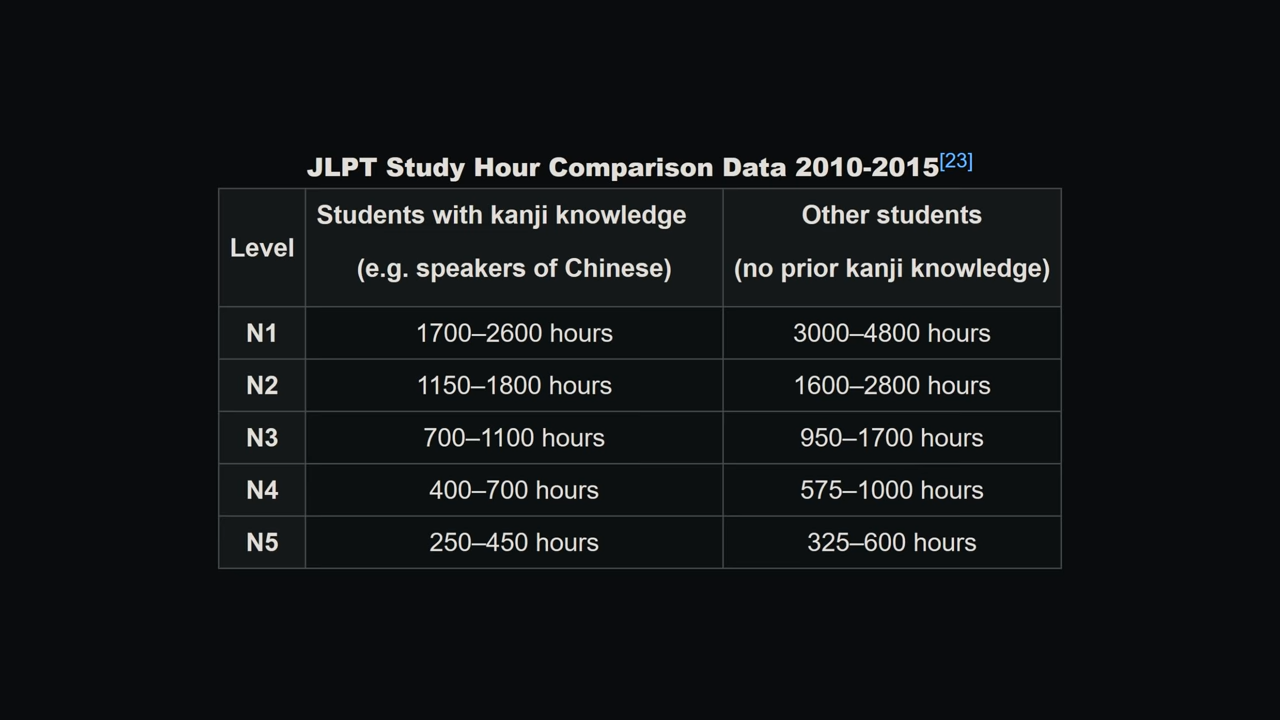 JLPT Study Hour Comparison Data 2010-2015[23]
Level
Students with kanji knowledge
(e.g. speakers of Chinese)
Other students
(no prior kanji knowledge)
N1 1700–2600 hours 3000–4800 hours
N2 1150–1800 hours 1600–2800 hours
N3 700–1100 hours 950–1700 hours
N4 400–700 hours 575–1000 hours
N5 250–450 hours 325–600 hours